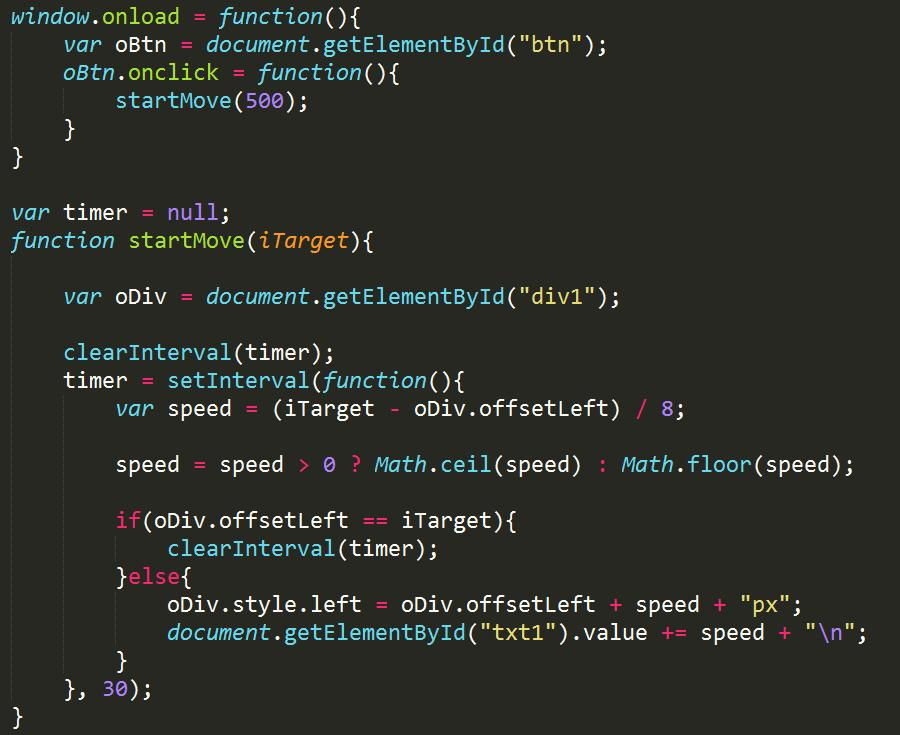 window.onload = function(){
    var oBtn = document.getElementById("btn");
    oBtn.onclick = function(){
        startMove(500);
    }
}
var timer = null;
function startMove(iTarget){
    var oDiv = document.getElementById("div1");
    clearInterval(timer);
    timer = setInterval(function(){
        var speed = (iTarget - oDiv.offsetLeft) / 8;
        speed = speed > 0 ? Math.ceil(speed) : Math.floor(speed);
        if(oDiv.offsetLeft == iTarget){
            clearInterval(timer);
        }else{
            oDiv.style.left = oDiv.offsetLeft + speed + "px";
            document.getElementById("txt1").value += speed + "\n";
        }
    }, 30);
}